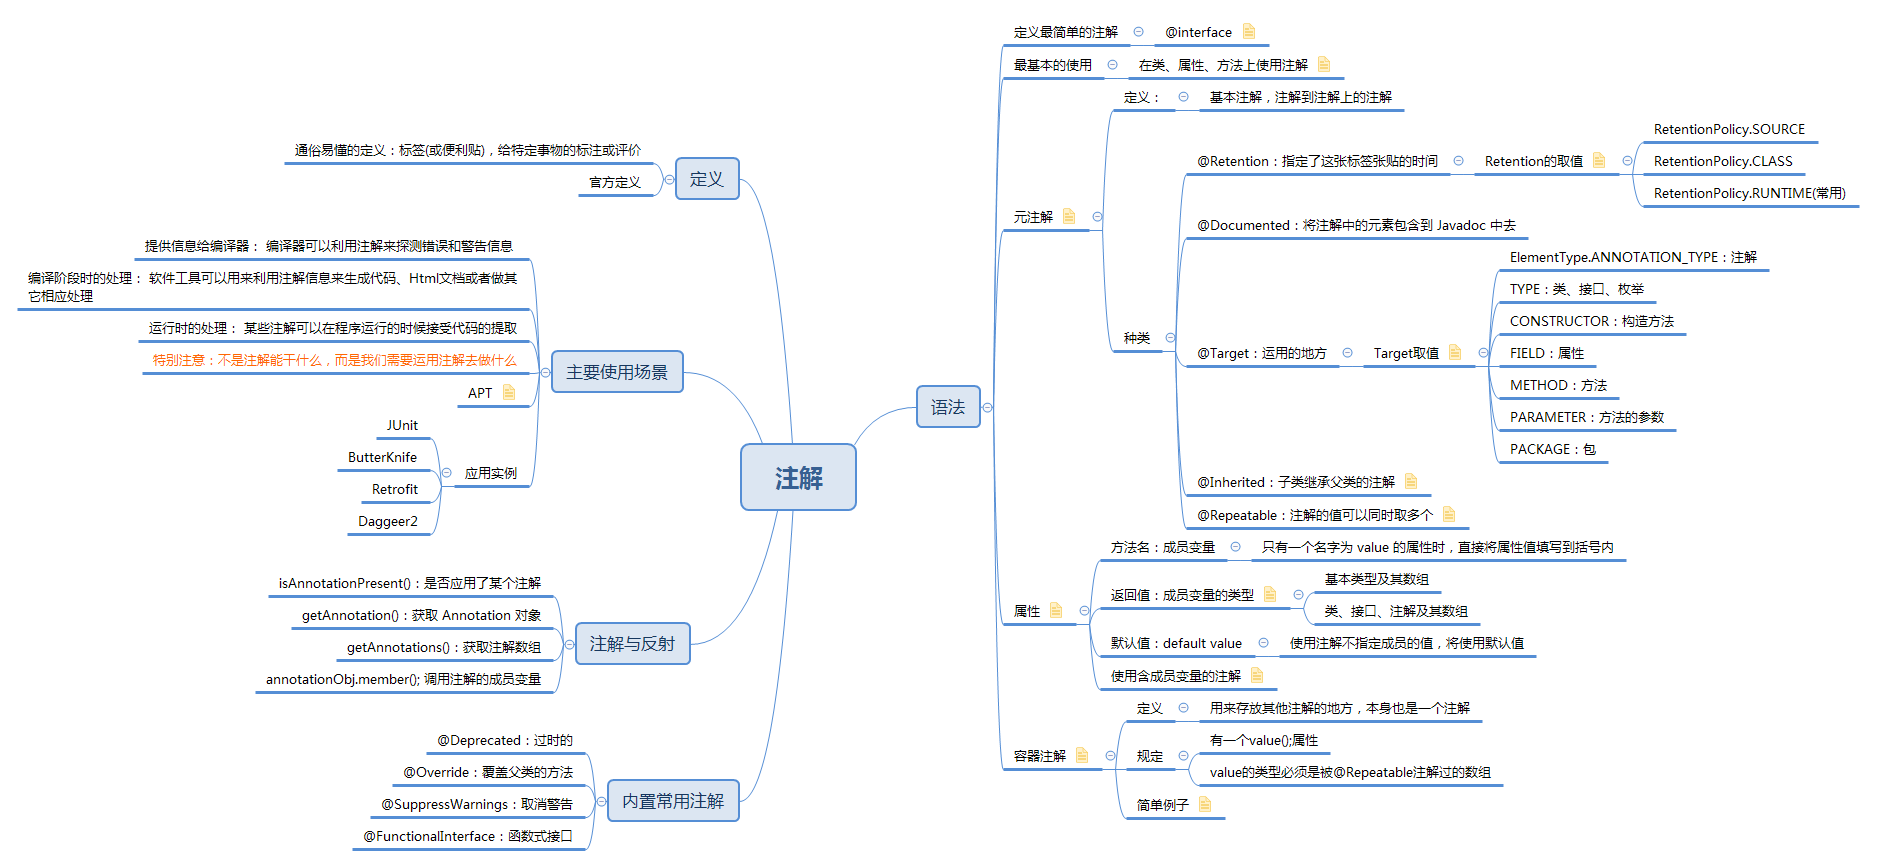 注解
定义
通俗易懂的定义：标签(或便利贴)，给特定事物的标注或评价
官方定义
主要使用场景
提供信息给编译器： 编译器可以利用注解来探测错误和警告信息
编译阶段时的处理： 软件工具可以用来利用注解信息来生成代码、Html文档或者做其
它相应处理
运行时的处理： 某些注解可以在程序运行的时候接受代码的提取
特别注意：不是注解能干什么，而是我们需要运用注解去做什么
APT
应用实例
JUnit
ButterKnife
Retrofit
Daggeer2
注解与反射
isAnnotationPresent()：是否应用了某个注解
getAnnotation()：获取 Annotation 对象
getAnnotations()：获取注解数组
annotationObj.member(); 调用注解的成员变量
内置常用注解
@Deprecated：过时的
@Override：覆盖父类的方法
@SuppressWarnings：取消警告
@FunctionalInterface：函数式接口
语法
定义最简单的注解
@interface
最基本的使用
在类、属性、方法上使用注解
元注解
定义：
基本注解，注解到注解上的注解
种类
@Retention：指定了这张标签张贴的时间
Retention的取值
RetentionPolicy.SOURCE
RetentionPolicy.CLASS
RetentionPolicy.RUNTIME(常用)
@Documented：将注解中的元素包含到 Javadoc 中去
@Target：运用的地方
Target取值
ElementType.ANNOTATION_TYPE：注解
TYPE：类、接口、枚举
CONSTRUCTOR：构造方法
FIELD：属性
METHOD：方法
PARAMETER：方法的参数
PACKAGE：包
@Inherited：子类继承父类的注解
@Repeatable：注解的值可以同时取多个
属性
方法名：成员变量
只有一个名字为 value 的属性时，直接将属性值填写到括号内
返回值：成员变量的类型
基本类型及其数组
类、接口、注解及其数组
默认值：default value
使用注解不指定成员的值，将使用默认值
使用含成员变量的注解
容器注解
定义
用来存放其他注解的地方，本身也是一个注解
规定
有一个value();属性
value的类型必须是被@Repeatable注解过的数组
简单例子